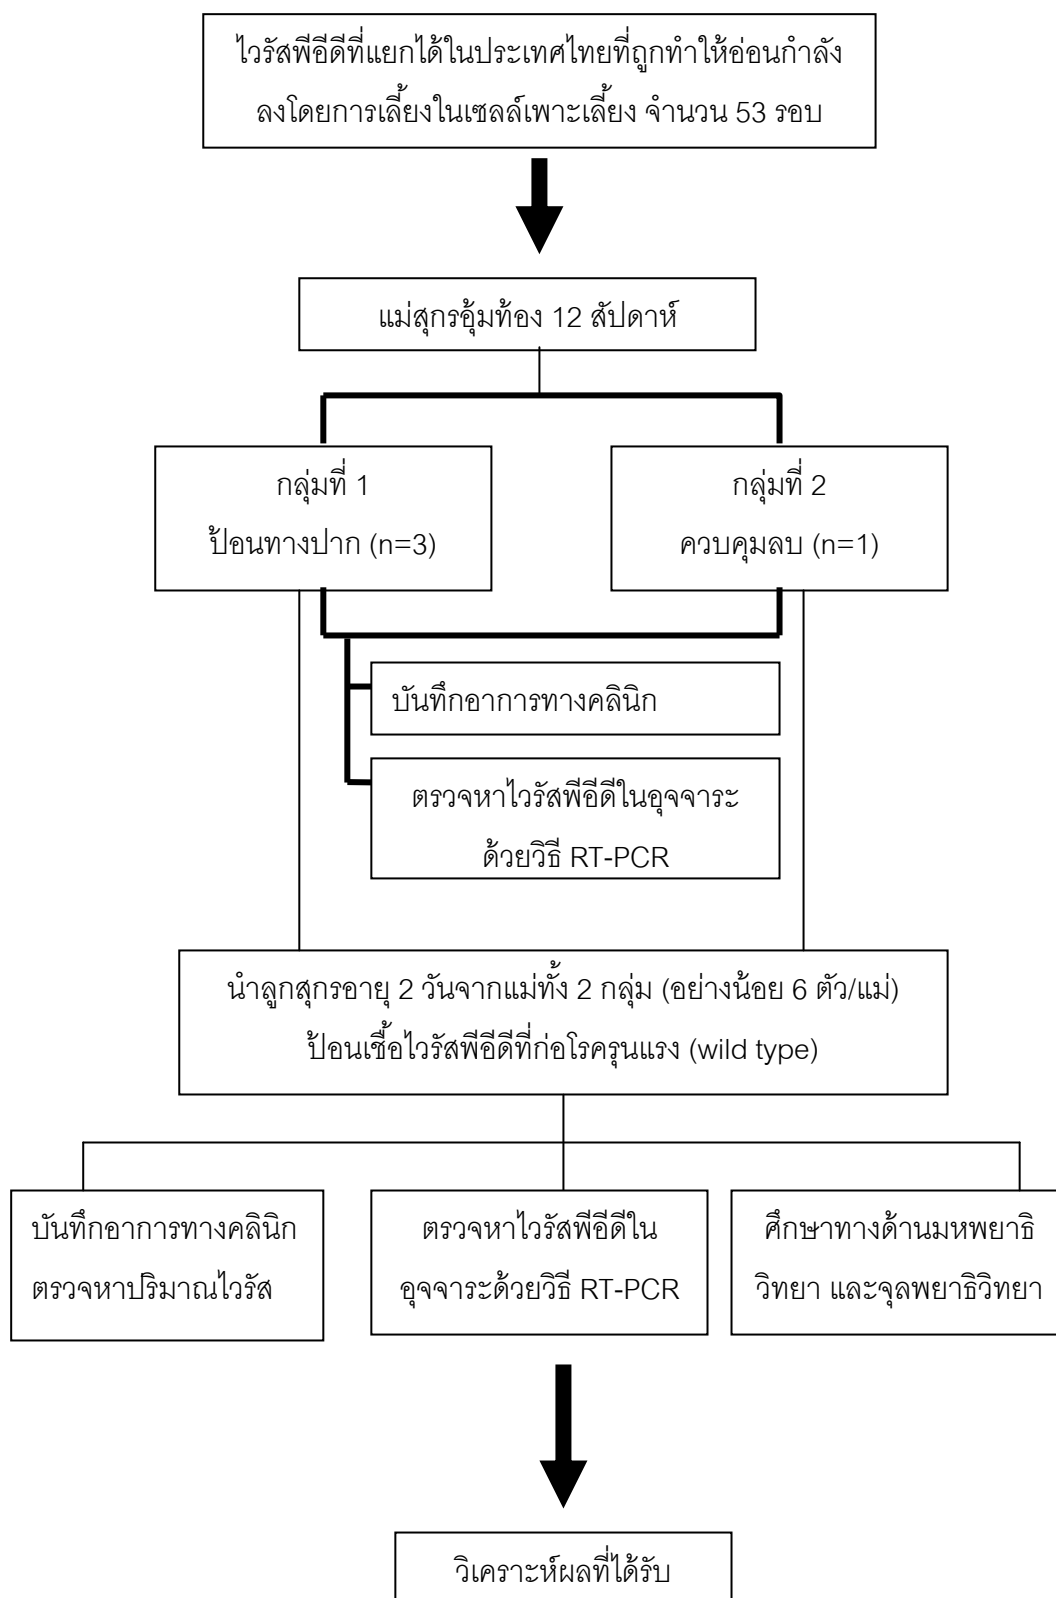 ไวรัสพีอีดีที่แยกได้ในประเทศไทยที่ถูกทำให้อ่อนกำลัง
ลงโดยการเลี้ยงในเซลล์เพาะเลี้ยง จำนวน 53 รอบ
แม่สุกรอุ้มท้อง 12 สัปดาห์
กลุ่มที่ 1
ป้อนทางปาก (n=3)
กลุ่มที่ 2
ควบคุมลบ (n=1)
บันทึกอาการทางคลินิก
ตรวจหาไวรัสพีอีดีในอุจจาระ
ด้วยวิธี RT-PCR
นำลูกสุกรอายุ 2 วันจากแม่ทั้ง 2 กลุ่ม (อย่างน้อย 6 ตัว/แม่)
ป้อนเชื้อไวรัสพีอีดีที่ก่อโรครุนแรง (wild type)
บันทึกอาการทางคลินิก
ตรวจหาปริมาณไวรัส
ตรวจหาไวรัสพีอีดีใน
อุจจาระด้วยวิธี RT-PCR
ศึกษาทางด้านมหพยาธิ
วิทยา และจุลพยาธิวิทยา
วิเคราะห์ผลที่ได้รับ